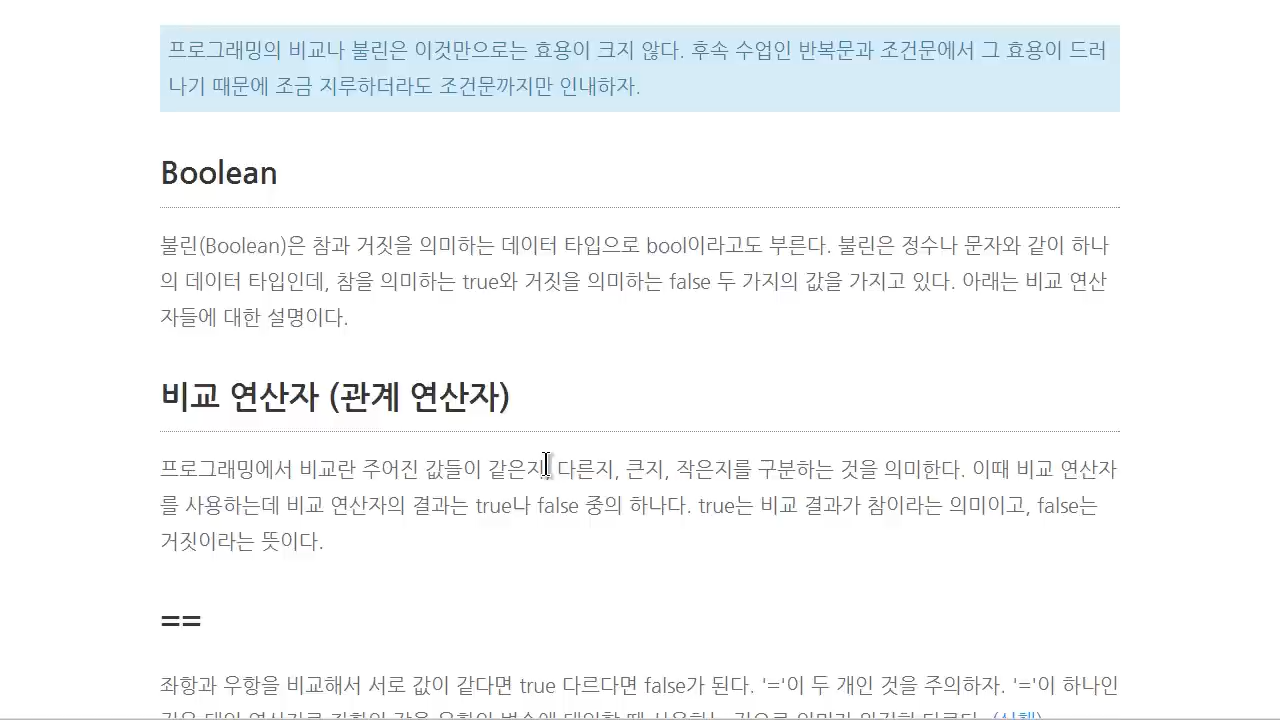 프로그래밍의 비교나 불린은 이것만으로는 효용이 크지 않다. 후속 수업인 반복문과 조건문에서 그 효용이 드러
나기 때문에 조금 지루하더라도 조건문까지만 인내하자.
Boolean
불린(Boolean)은 참과 거짓을 의미하는 데이터 타입으로 bool이라고도 부른다. 불린은 정수나 문자와 같이 하나
의 데이터 타입인데, 참을 의미하는 true와 거짓을 의미하는 false 두 가지의 값을 가지고 있다. 아래는 비교 연산
자들에 대한 설명이다.
비교 연산자 (관계 연산자)
프로그래밍에서 비교란 주어진 값들이 같은지, 다른지, 큰지, 작은지를 구분하는 것을 의미한다. 이때 비교 연산자
를 사용하는데 비교 연산자의 결과는 true나 false 중의 하나다. true는 비교 결과가 참이라는 의미이고, false는
거짓이라는 뜻이다.
==
좌항과 우항을 비교해서 서로 값이 같다면 true 다르다면 false가 된다. '='이 두 개인 것을 주의하자. '='이 하나인